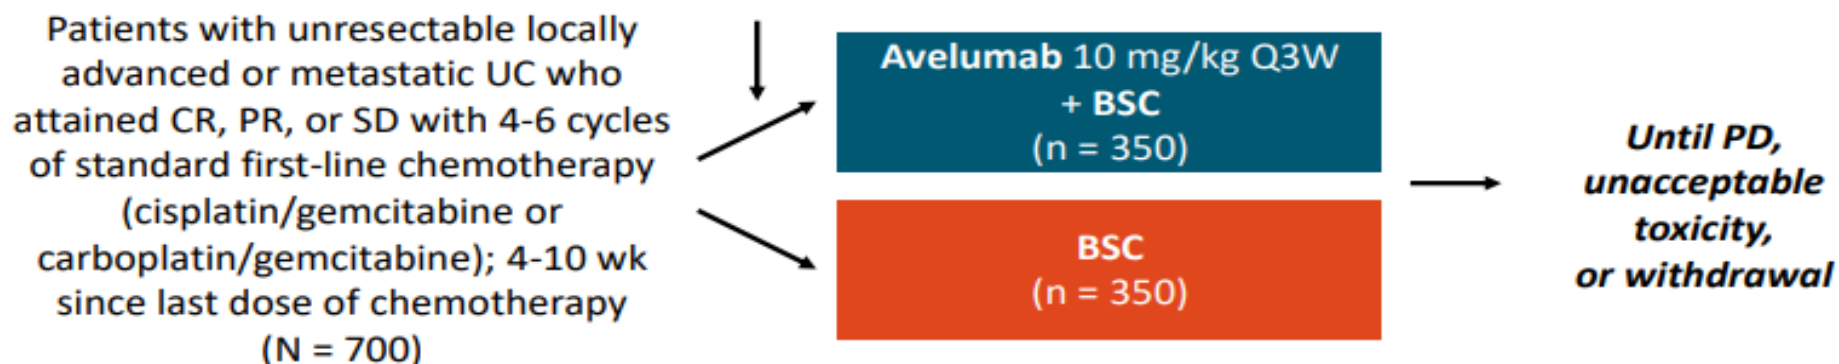 Patients with unresectable locally
advanced or metastatic UC who
attained CR, PR, or SD with 4-6 cycles
of standard first-line chemotherapy
(cisplatin/gemcitabine or
carboplatin/gemcitabine); 4-10 wk
since last dose of chemotherapy
(N = 700)
Avelumab 10 mg/kg Q3W
+ BSC
(n = 350)
BSC
(n = 350)
Until PD,
unacceptable
toxicity,
or withdrawal